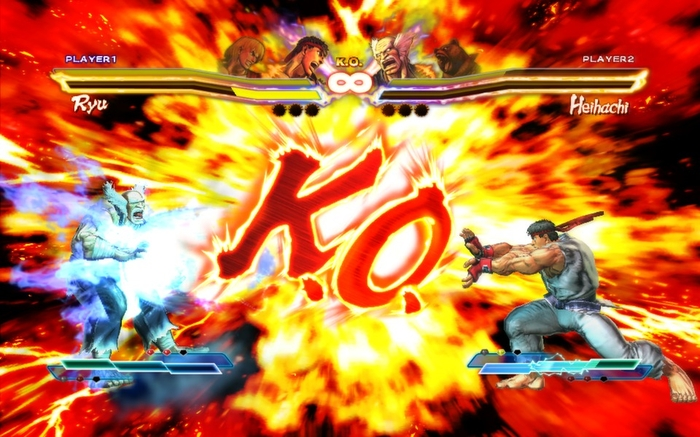 PLAYER1
K.O.
PLAYER2
∞
Ryu
Heihachi
K.O.